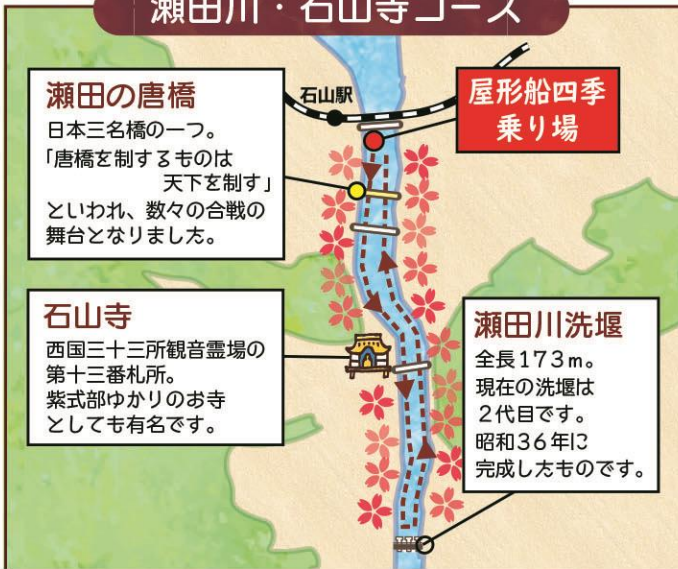 瀬田川・石山寺コース
石山駅
屋形船四季
乗り場
瀬田の唐橋
日本三名橋の一つ。
「唐橋を制するものは
天下を制す」
といわれ、数々の合戦の
舞台となりました。
石山寺
西国三十三所観音霊場の
第十三番札所。
紫式部ゆかりのお寺
としても有名です。
瀬田川洗堰
全長173m。
現在の洗堰は
2代目です。
昭和36年に
完成したものです。